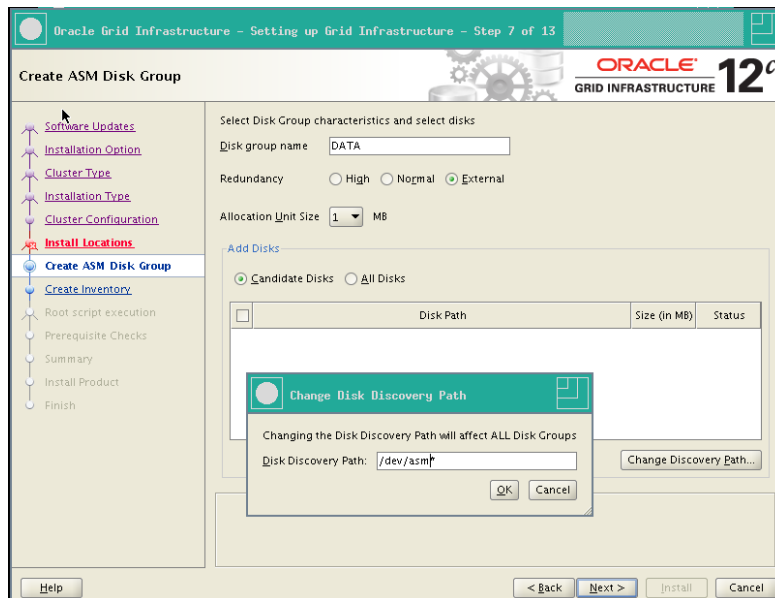 Oracle Grid Infrastructure - Setting up Grid Infrastructure - Step 7 of 13
Create ASM Disk Group
ORACLE
GRID INFRASTRUCTURE
12c
Software Updates
Installation Option
Cluster Type
Installation Type
Cluster Configuration
Install Locations
Create ASM Disk Group
Create Inventory
Root script execution
Prerequisite Checks
Summary
Install Product
Finish
Select Disk Group characteristics and select disks
Disk group name DATA
Redundancy High Normal External
Allocation Unit Size 1 MB
Add Disks
Candidate Disks All Disks
Disk Path Size (in MB) Status
Change Disk Discovery Path
Changing the Disk Discovery Path will affect ALL Disk Groups
Disk Discovery Path: /dev/asm*
OK Cancel
Change Discovery Path...
Help < Back Next > Install Cancel